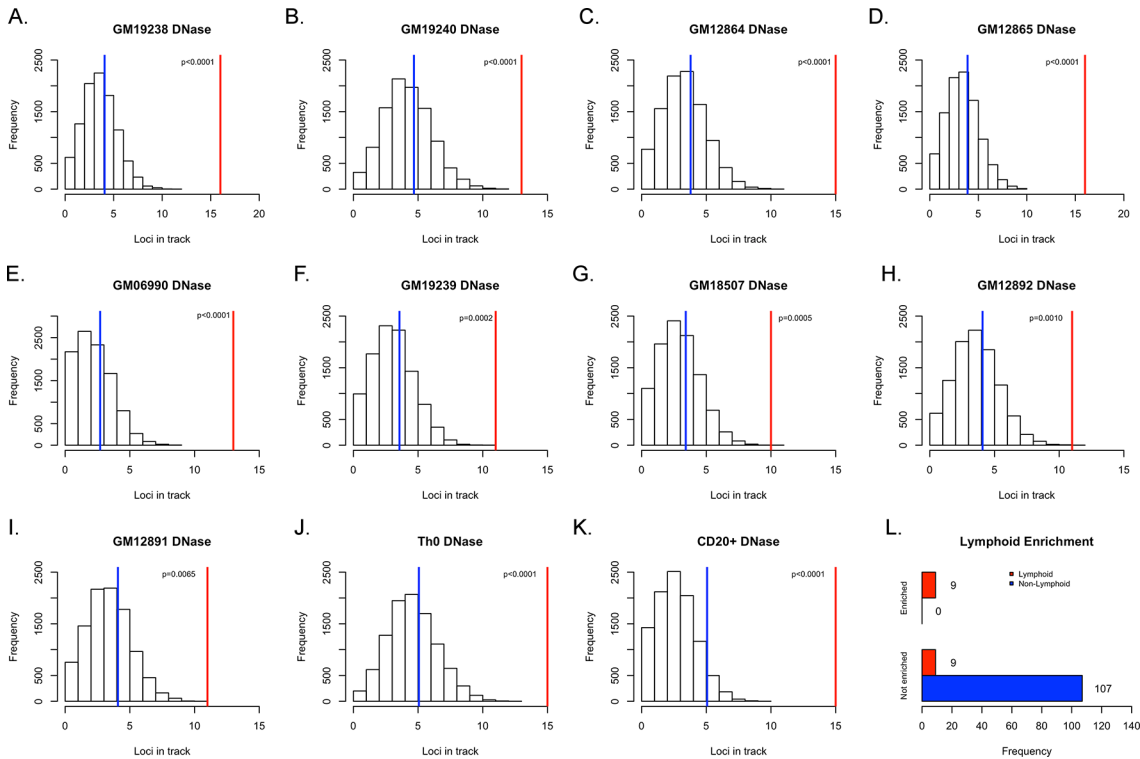 A.
GM19238 DNase
p<0.0001
Frequency
0 500 1500 2500
0 5 10 15 20
Loci in track
B.
GM19240 DNase
p<0.0001
Frequency
0 500 1500 2500
0 5 10 15
Loci in track
C.
GM12864 DNase
p<0.0001
Frequency
0 500 1500 2500
0 5 10 15
Loci in track
D.
GM12865 DNase
p<0.0001
Frequency
0 500 1500 2500
0 5 10 15 20
Loci in track
E.
GM06990 DNase
p<0.0001
Frequency
0 500 1500 2500
0 5 10 15
Loci in track
F.
GM19239 DNase
p=0.0002
Frequency
0 500 1500 2500
0 5 10 15
Loci in track
G.
GM18507 DNase
p=0.0005
Frequency
0 500 1500 2500
0 5 10 15
Loci in track
H.
GM12892 DNase
p=0.0010
Frequency
0 500 1500 2500
0 5 10 15
Loci in track
I.
GM12891 DNase
p=0.0065
Frequency
0 500 1500 2500
0 5 10 15
Loci in track
J.
Th0 DNase
p<0.0001
Frequency
0 500 1500 2500
0 5 10 15
Loci in track
K.
CD20+ DNase
p<0.0001
Frequency
0 500 1500 2500
0 5 10 15
Loci in track
L.
Lymphoid Enrichment
Lymphoid
Non-Lymphoid
Enriched
9
0
Not enriched
9
107
0 20 40 60 80 100 120 140
Frequency